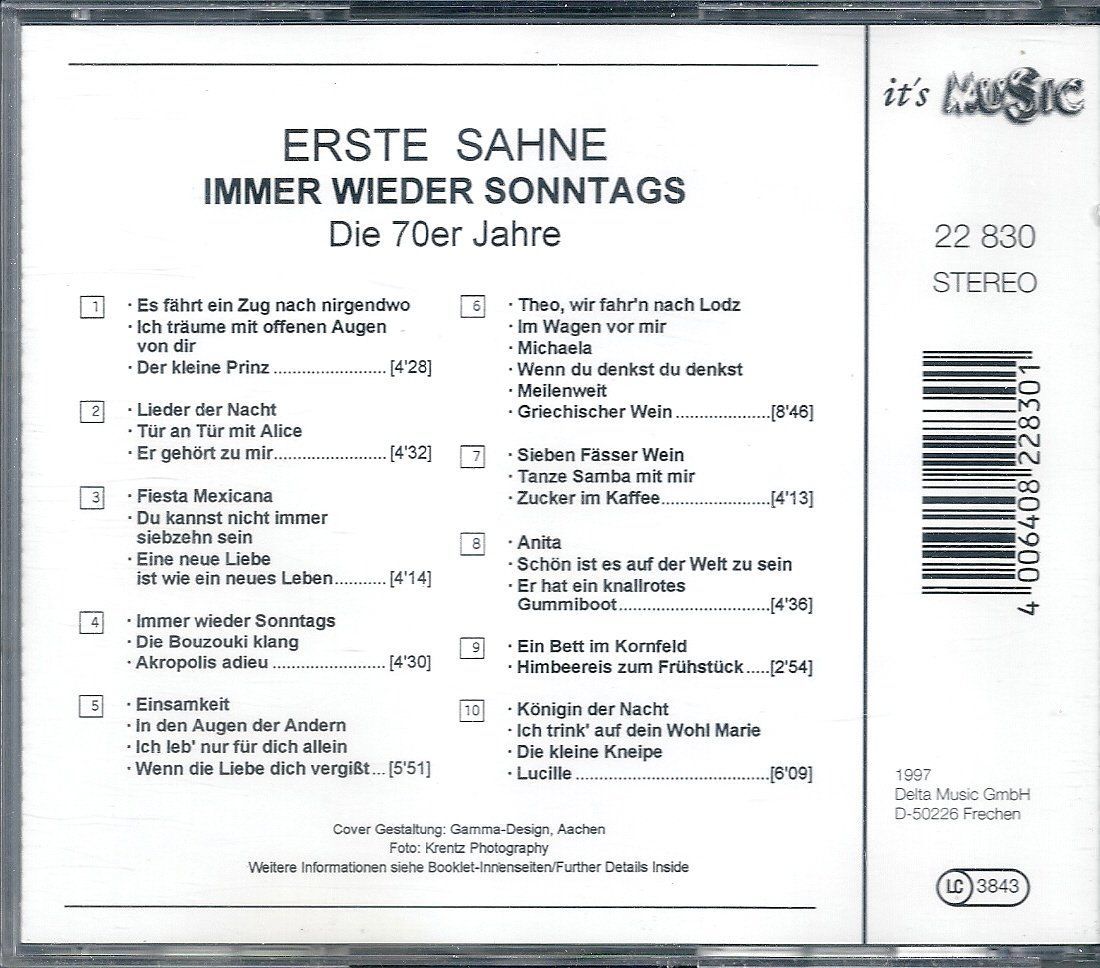 ERSTE SAHNE
IMMER WIEDER SONNTAGS
Die 70er Jahre
1
· Es fährt ein Zug nach nirgendwo
· Ich träume mit offenen Augen
von dir
· Der kleine Prinz ....................... [4'28]
2
· Lieder der Nacht
· Tür an Tür mit Alice
· Er gehört zu mir....................... [4'32]
3
· Fiesta Mexicana
· Du kannst nicht immer
siebzehn sein
· Eine neue Liebe
ist wie ein neues Leben.......... [4'14]
4
· Immer wieder Sonntags
· Die Bouzouki klang
· Akropolis adieu ....................... [4'30]
5
· Einsamkeit
· In den Augen der Andern
· Ich leb' nur für dich allein
· Wenn die Liebe dich vergißt... [5'51]
6
· Theo, wir fahr'n nach Lodz
· Im Wagen vor mir
· Michaela
· Wenn du denkst du denkst
· Meilenweit
· Griechischer Wein ...................[8'46]
7
· Sieben Fässer Wein
· Tanze Samba mit mir
· Zucker im Kaffee......................[4'13]
8
· Anita
· Schön ist es auf der Welt zu sein
· Er hat ein knallrotes
Gummiboot...............................[4'36]
9
· Ein Bett im Kornfeld
· Himbeereis zum Frühstück.....[2'54]
10
· Königin der Nacht
· Ich trink' auf dein Wohl Marie
· Die kleine Kneipe
· Lucille .......................................[6'09]
Cover Gestaltung: Gamma-Design, Aachen
Foto: Krentz Photography
Weitere Informationen siehe Booklet-Innenseiten/Further Details Inside
it's MUSIC
22 830
STEREO
4 006408 228301
1997
Delta Music GmbH
D-50226 Frechen
LC 3843